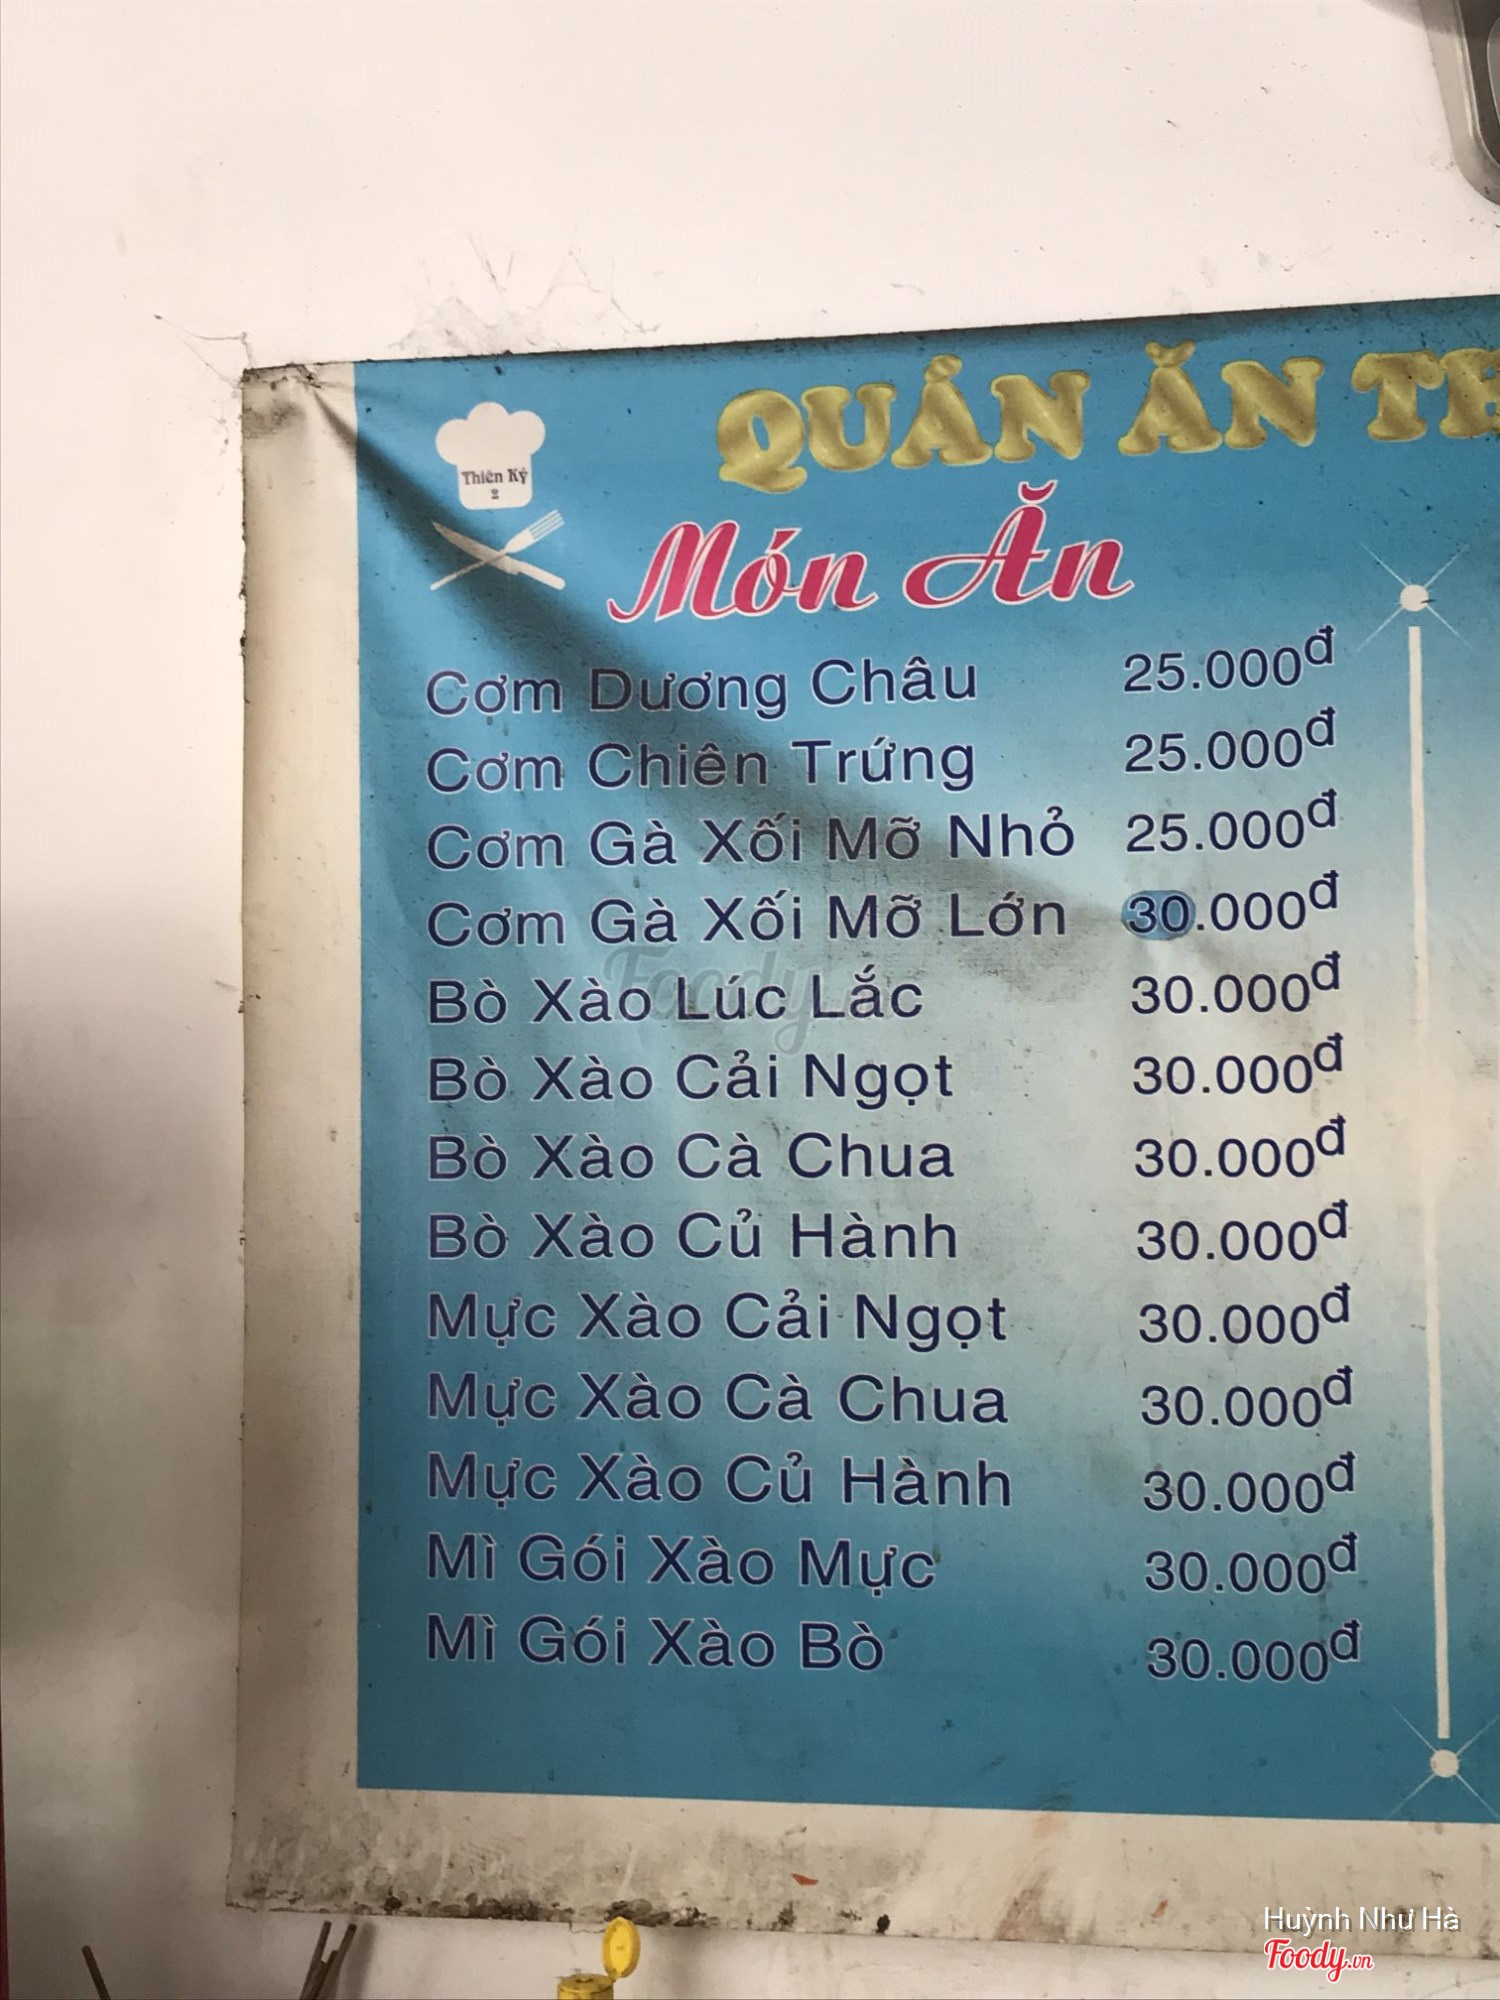 QUÁN ĂN TH
Thiên Ký
2
Món Ăn
Cơm Dương Châu 25.000đ
Cơm Chiên Trứng 25.000đ
Cơm Gà Xối Mỡ Nhỏ 25.000đ
Cơm Gà Xối Mỡ Lớn 30.000đ
Bò Xào Lúc Lắc 30.000đ
Bò Xào Cải Ngọt 30.000đ
Bò Xào Cà Chua 30.000đ
Bò Xào Củ Hành 30.000đ
Mực Xào Cải Ngọt 30.000đ
Mực Xào Cà Chua 30.000đ
Mực Xào Củ Hành 30.000đ
Mì Gói Xào Mực 30.000đ
Mì Gói Xào Bò 30.000đ
Huỳnh Như Hà
Foody.vn